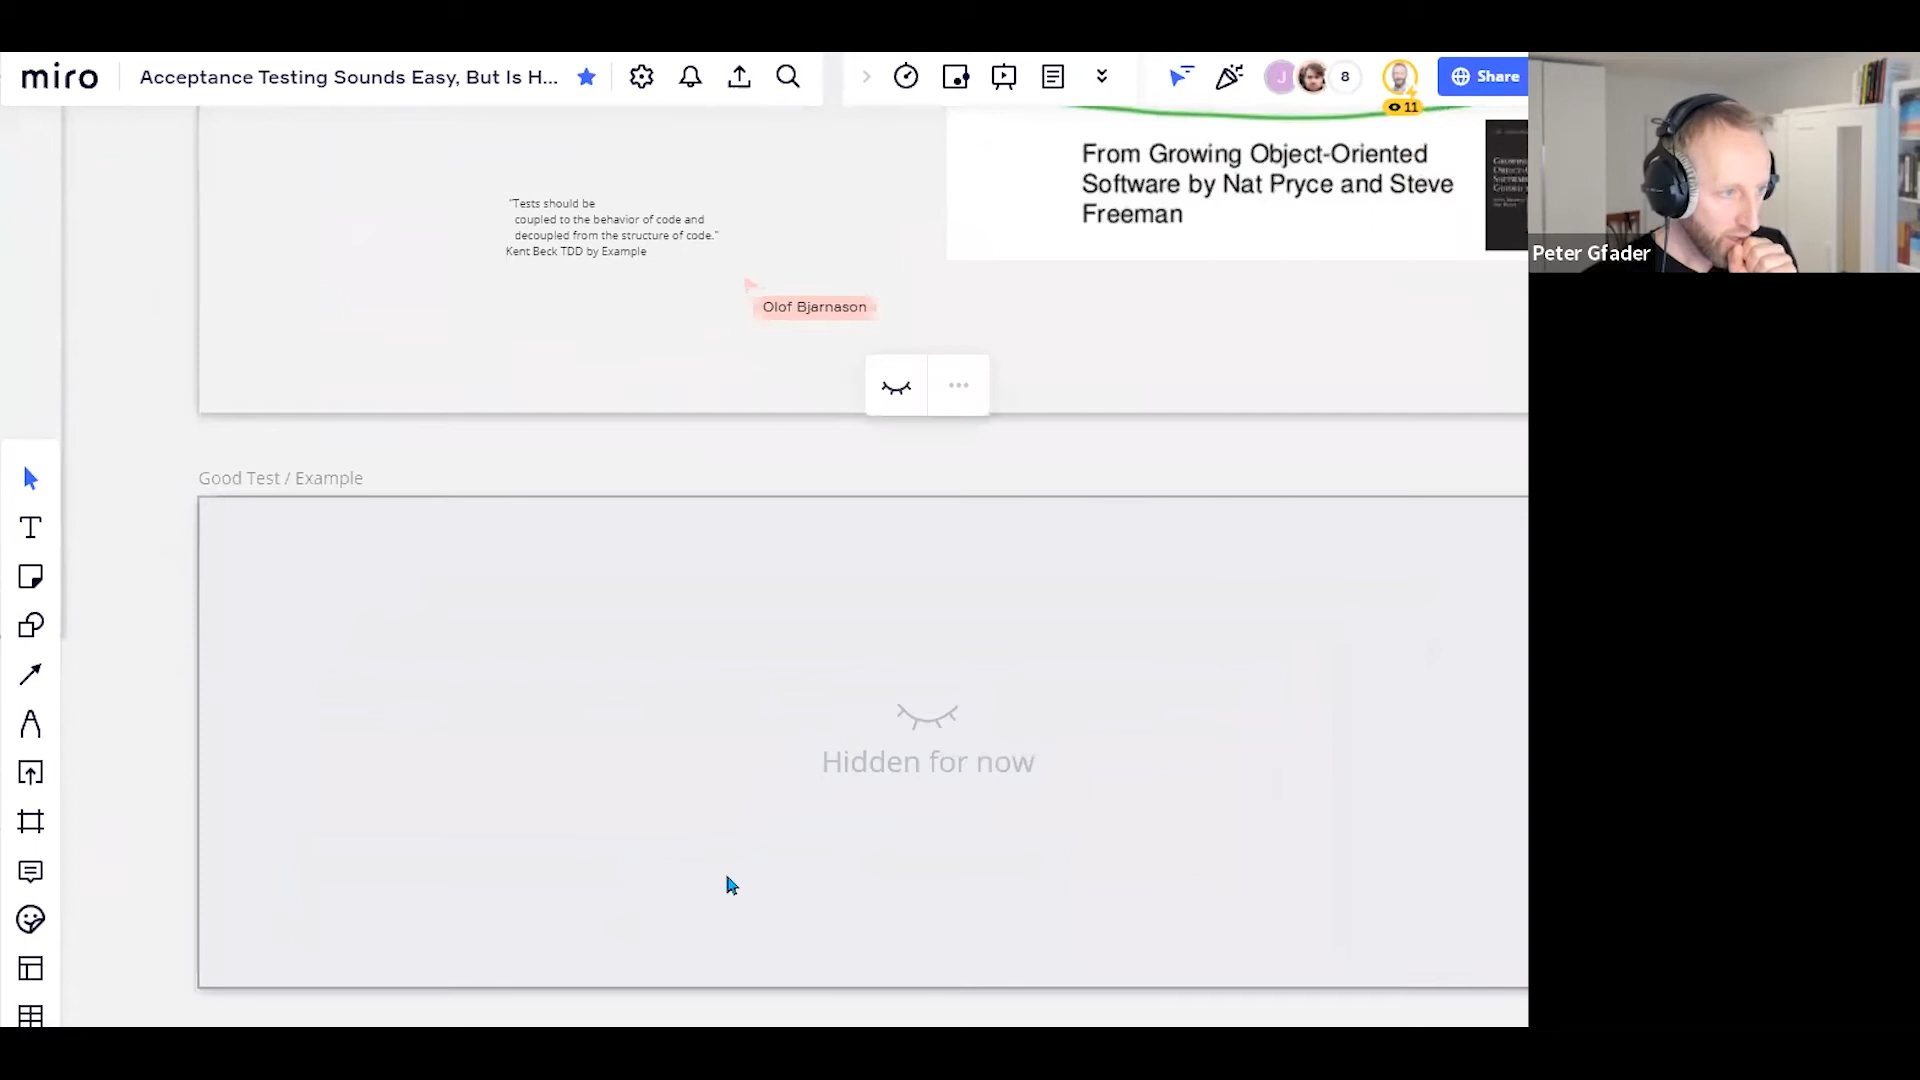 miro
Acceptance Testing Sounds Easy, But Is H...
J
8
11
Share
From Growing Object-Oriented
Software by Nat Pryce and Steve
Freeman
"Tests should be
coupled to the behavior of code and
decoupled from the structure of code."
Kent Beck TDD by Example
Olof Bjarnason
Peter Gfader
Good Test / Example
Hidden for now